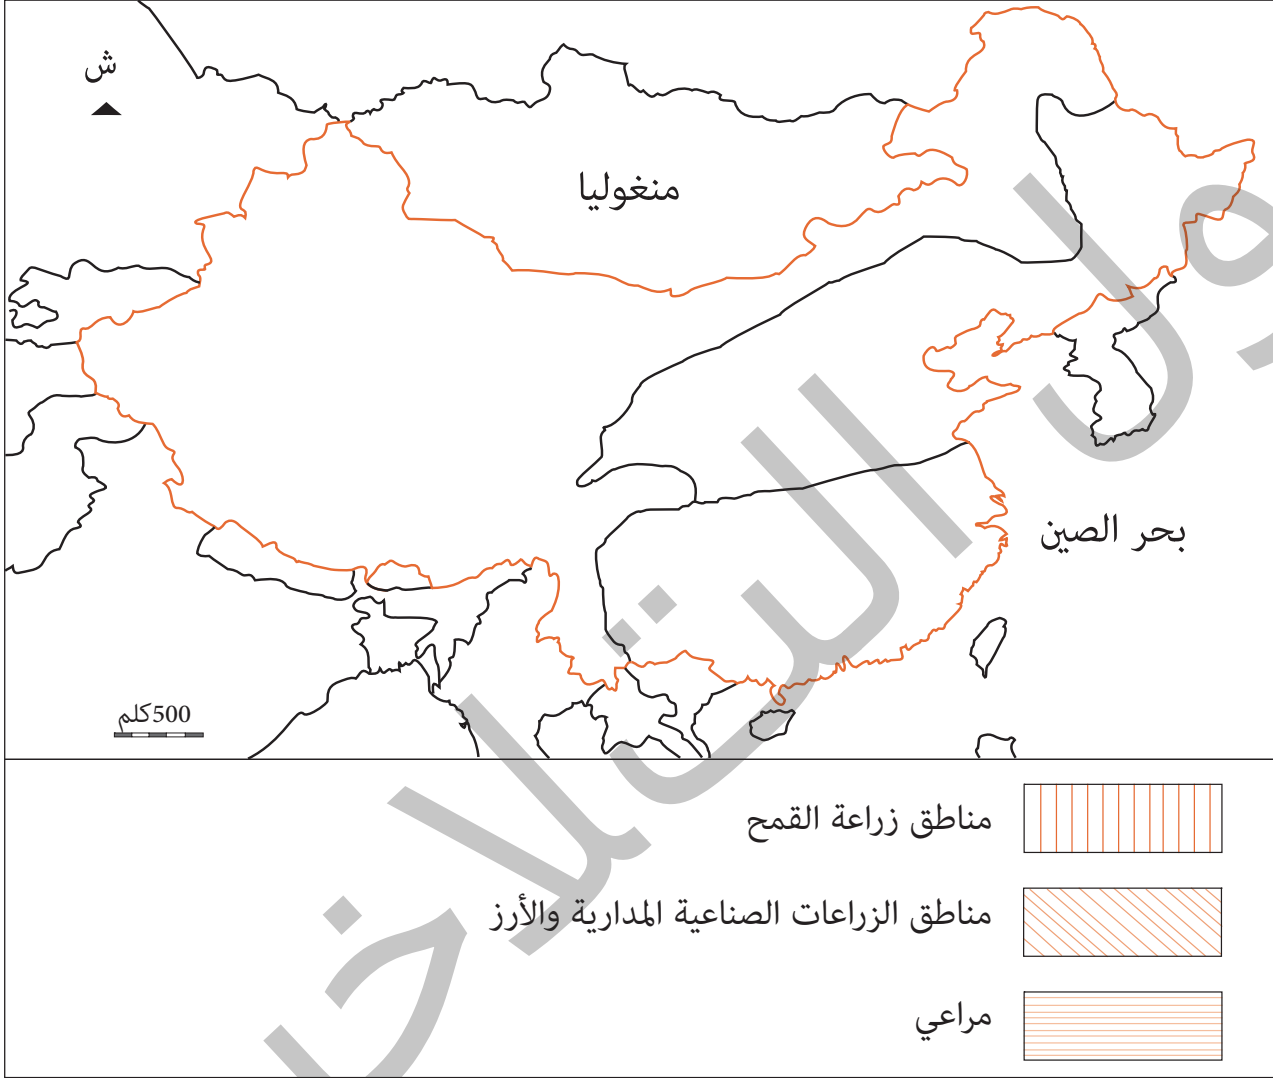 ش
منغوليا
بحر الصين
500كلم
مناطق زراعة القمح
مناطق الزراعات الصناعية المدارية والأرز
مراعي